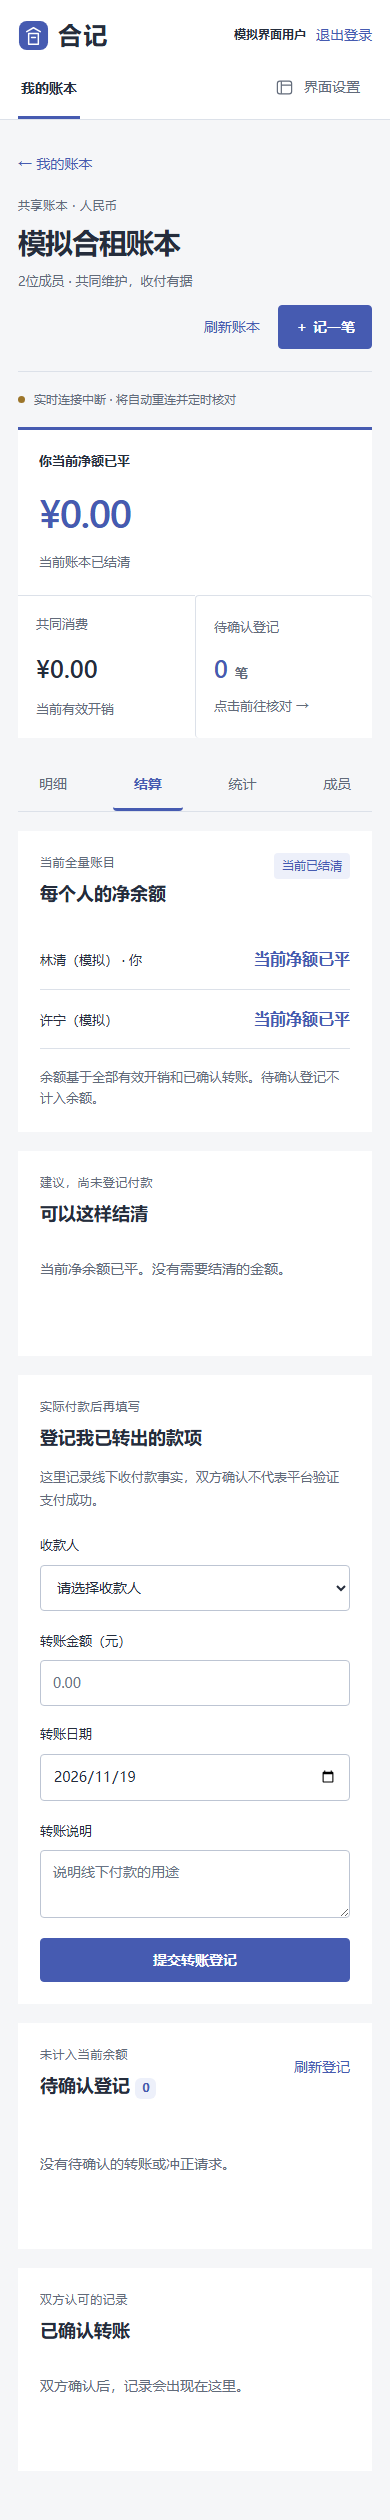 合记
模拟界面用户 退出登录
我的账本 界面设置
← 我的账本
共享账本 · 人民币
模拟合租账本
2位成员 · 共同维护，收付有据
刷新账本 + 记一笔
实时连接中断 · 将自动重连并定时核对
你当前净额已平
¥0.00
当前账本已结清
共同消费
¥0.00
当前有效开销
待确认登记
0 笔
点击前往核对 →
明细 结算 统计 成员
当前全量账目
每个人的净余额
当前已结清
林清（模拟） · 你 当前净额已平
许宁（模拟） 当前净额已平
余额基于全部有效开销和已确认转账。待确认登记不
计入余额。
建议，尚未登记付款
可以这样结清
当前净余额已平。没有需要结清的金额。
实际付款后再填写
登记我已转出的款项
这里记录线下收付款事实，双方确认不代表平台验证
支付成功。
收款人
请选择收款人
转账金额（元）
0.00
转账日期
2026/11/19
转账说明
说明线下付款的用途
提交转账登记
未计入当前余额
待确认登记 0
刷新登记
没有待确认的转账或冲正请求。
双方认可的记录
已确认转账
双方确认后，记录会出现在这里。